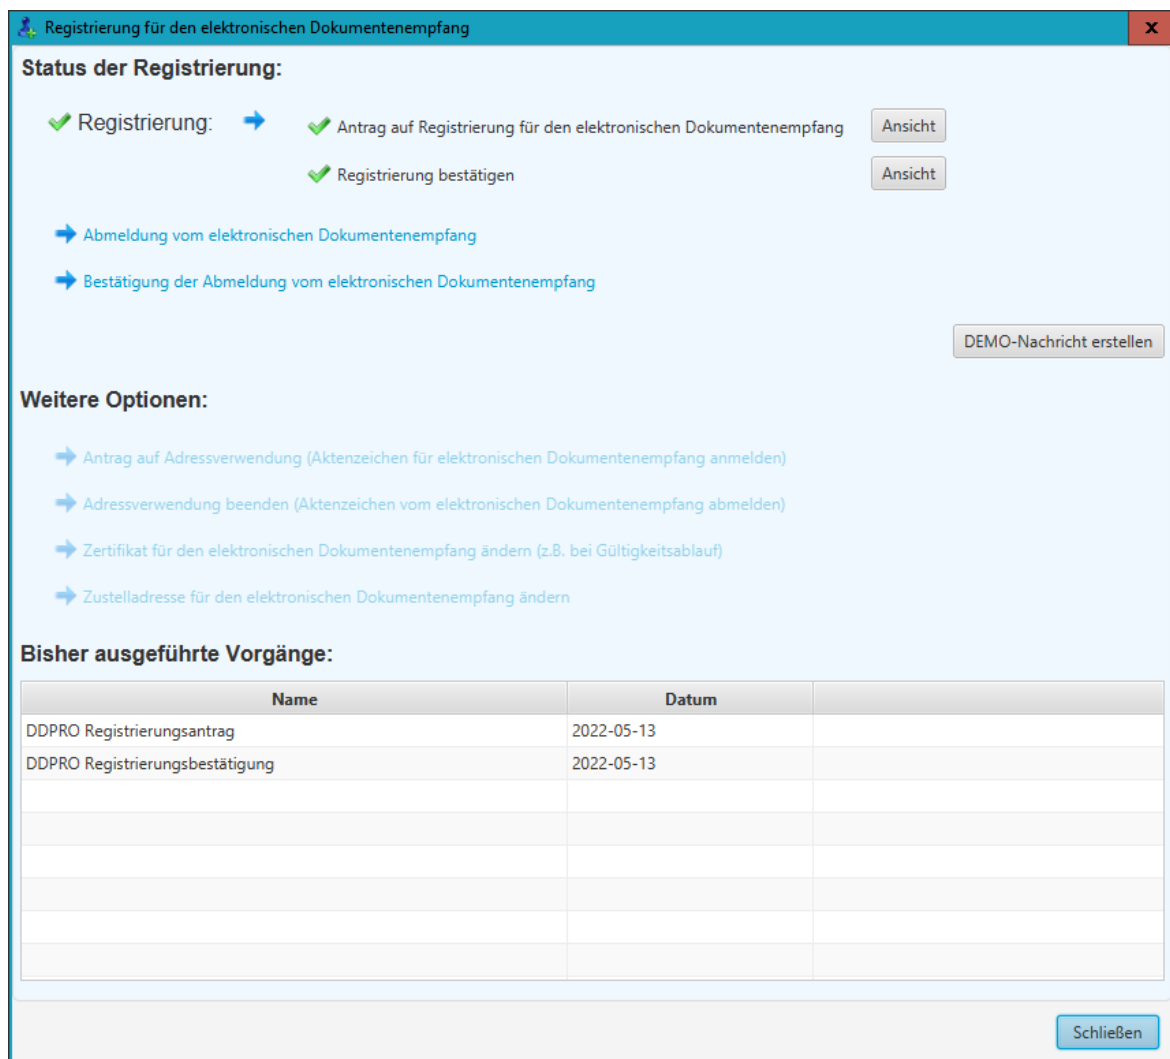 Registrierung für den elektronischen Dokumentenempfang
x
Status der Registrierung:
Registrierung:
Antrag auf Registrierung für den elektronischen Dokumentenempfang
Ansicht
Registrierung bestätigen
Ansicht
Abmeldung vom elektronischen Dokumentenempfang
Bestätigung der Abmeldung vom elektronischen Dokumentenempfang
DEMO-Nachricht erstellen
Weitere Optionen:
Antrag auf Adressverwendung (Aktenzeichen für elektronischen Dokumentenempfang anmelden)
Adressverwendung beenden (Aktenzeichen vom elektronischen Dokumentenempfang abmelden)
Zertifikat für den elektronischen Dokumentenempfang ändern (z.B. bei Gültigkeitsablauf)
Zustelladresse für den elektronischen Dokumentenempfang ändern
Bisher ausgeführte Vorgänge:
Name Datum
DDPRO Registrierungsantrag 2022-05-13
DDPRO Registrierungsbestätigung 2022-05-13
Schließen